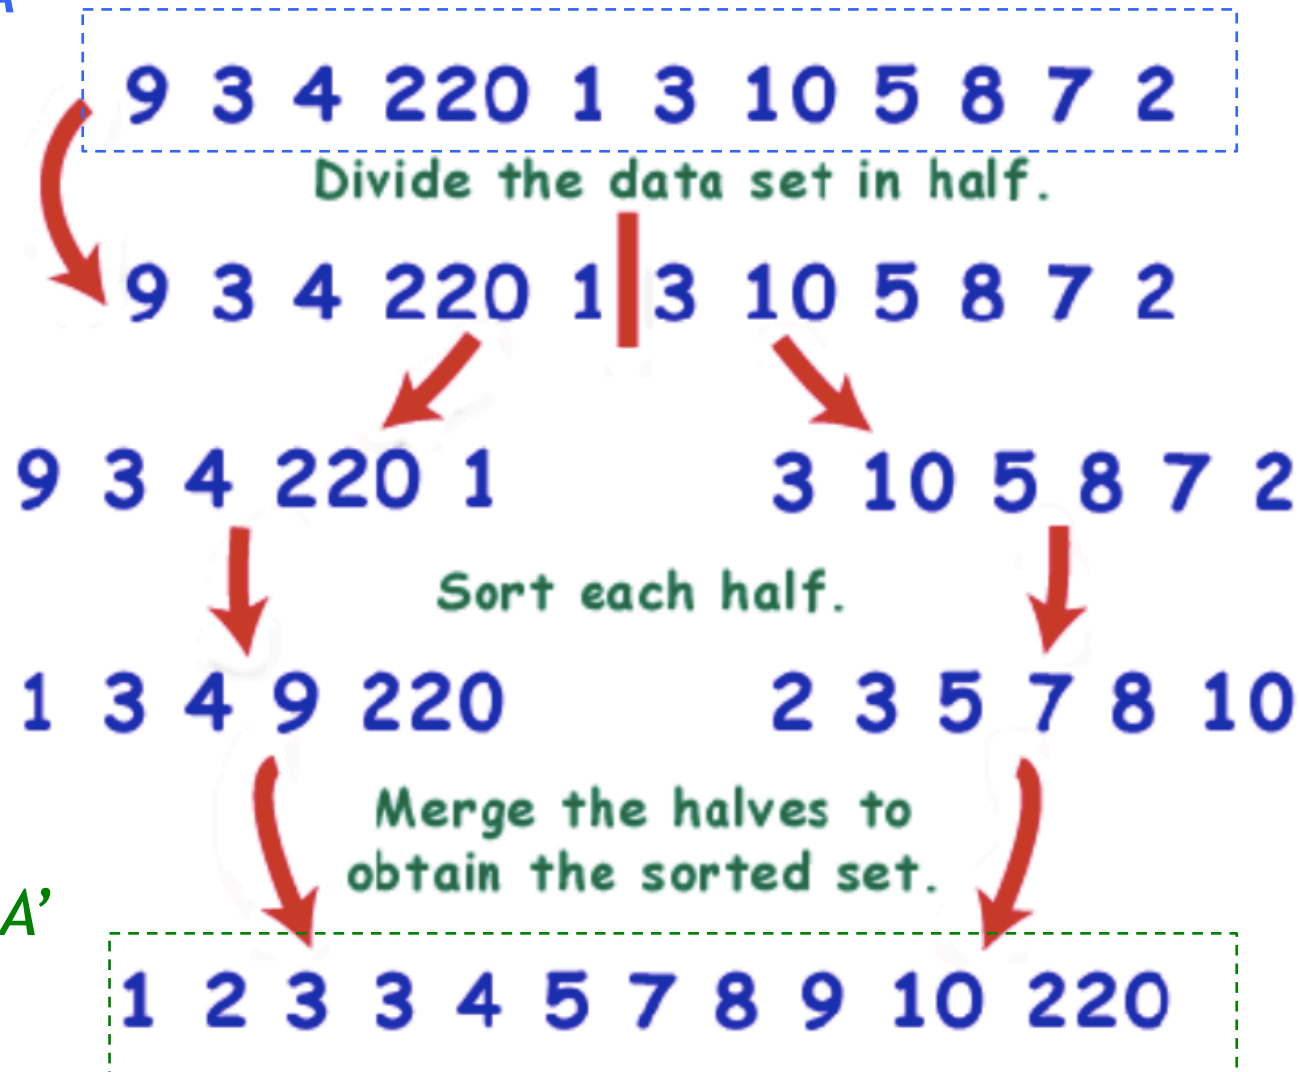 A
9 3 4 220 1 3 10 5 8 7 2
Divide the data set in half.
9 3 4 220 1 3 10 5 8 7 2
9 3 4 220 1
3 10 5 8 7 2
Sort each half.
1 3 4 9 220
2 3 5 7 8 10
Merge the halves to
obtain the sorted set.
A’
1 2 3 3 4 5 7 8 9 10 220